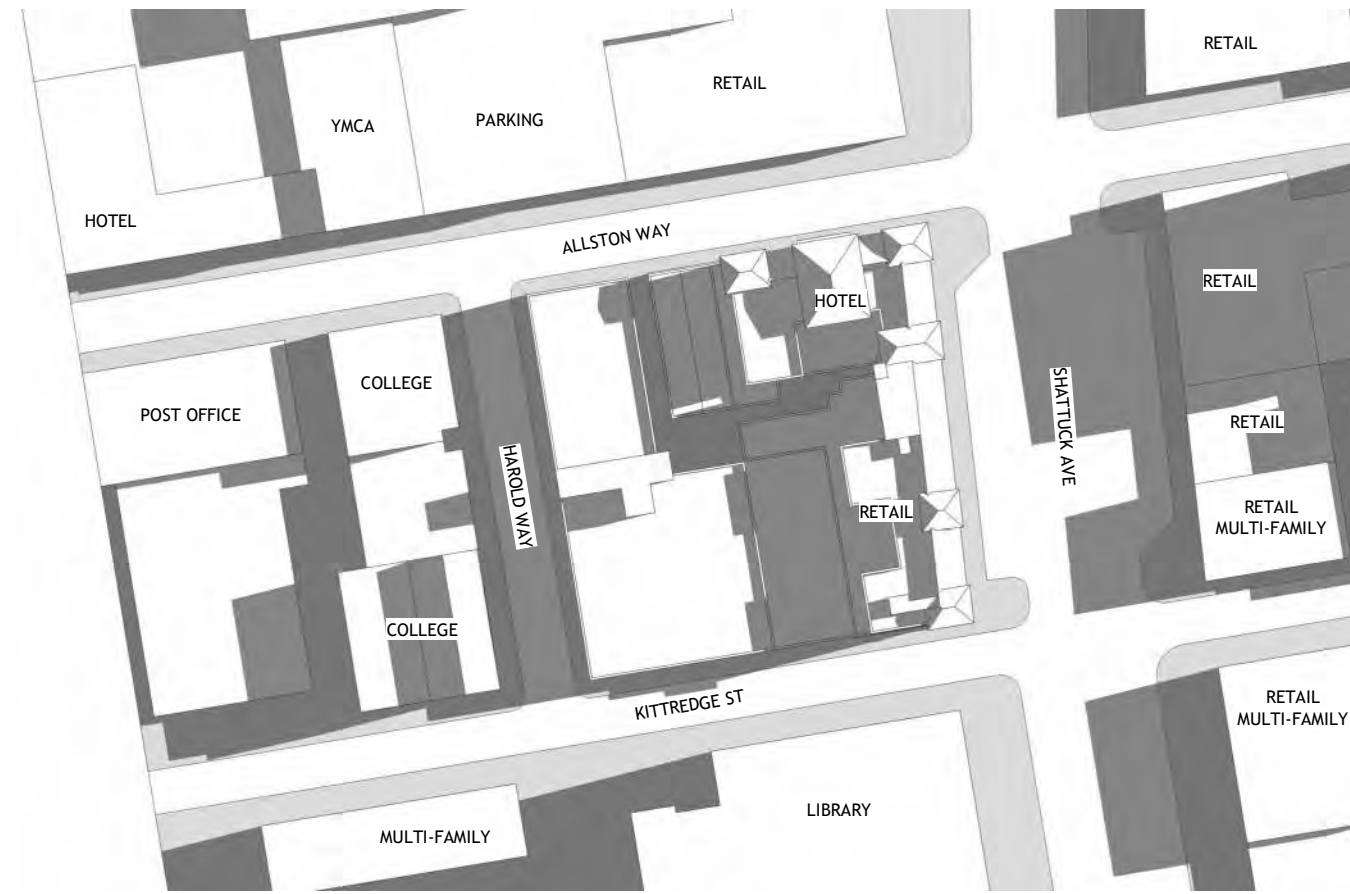 RETAIL
RETAIL
PARKING
YMCA
HOTEL
ALLSTON WAY
RETAIL
HOTEL
COLLEGE
POST OFFICE
SHATTUCK AVE
RETAIL
HAROLD WAY
RETAIL
RETAIL
MULTI-FAMILY
COLLEGE
KITTREDGE ST
RETAIL
MULTI-FAMILY
LIBRARY
MULTI-FAMILY